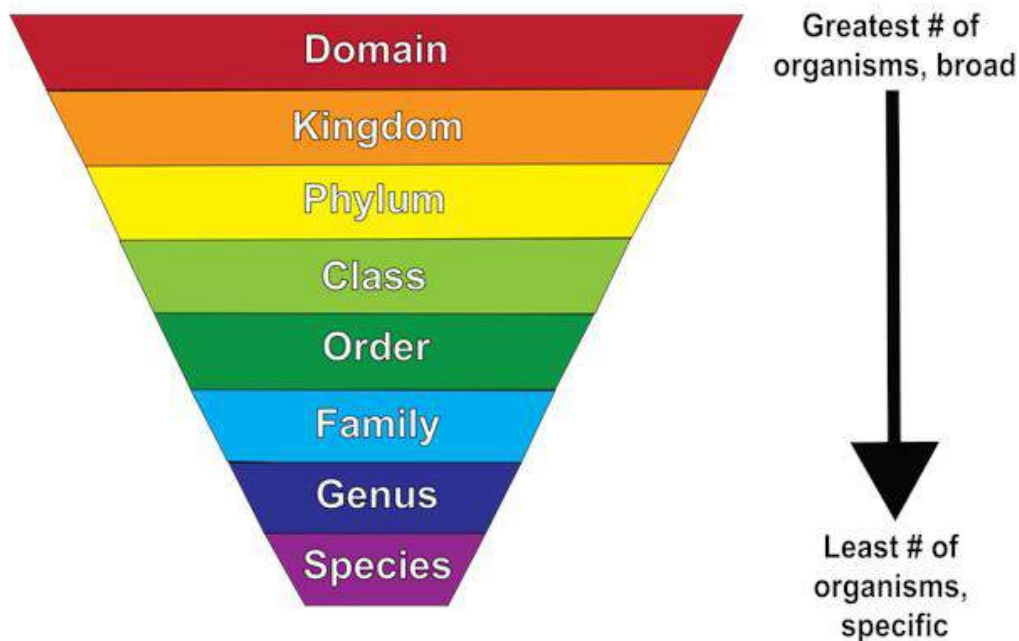 Domain
Kingdom
Phylum
Class
Order
Family
Genus
Species
Greatest # of
organisms, broad
Least # of
organisms,
specific